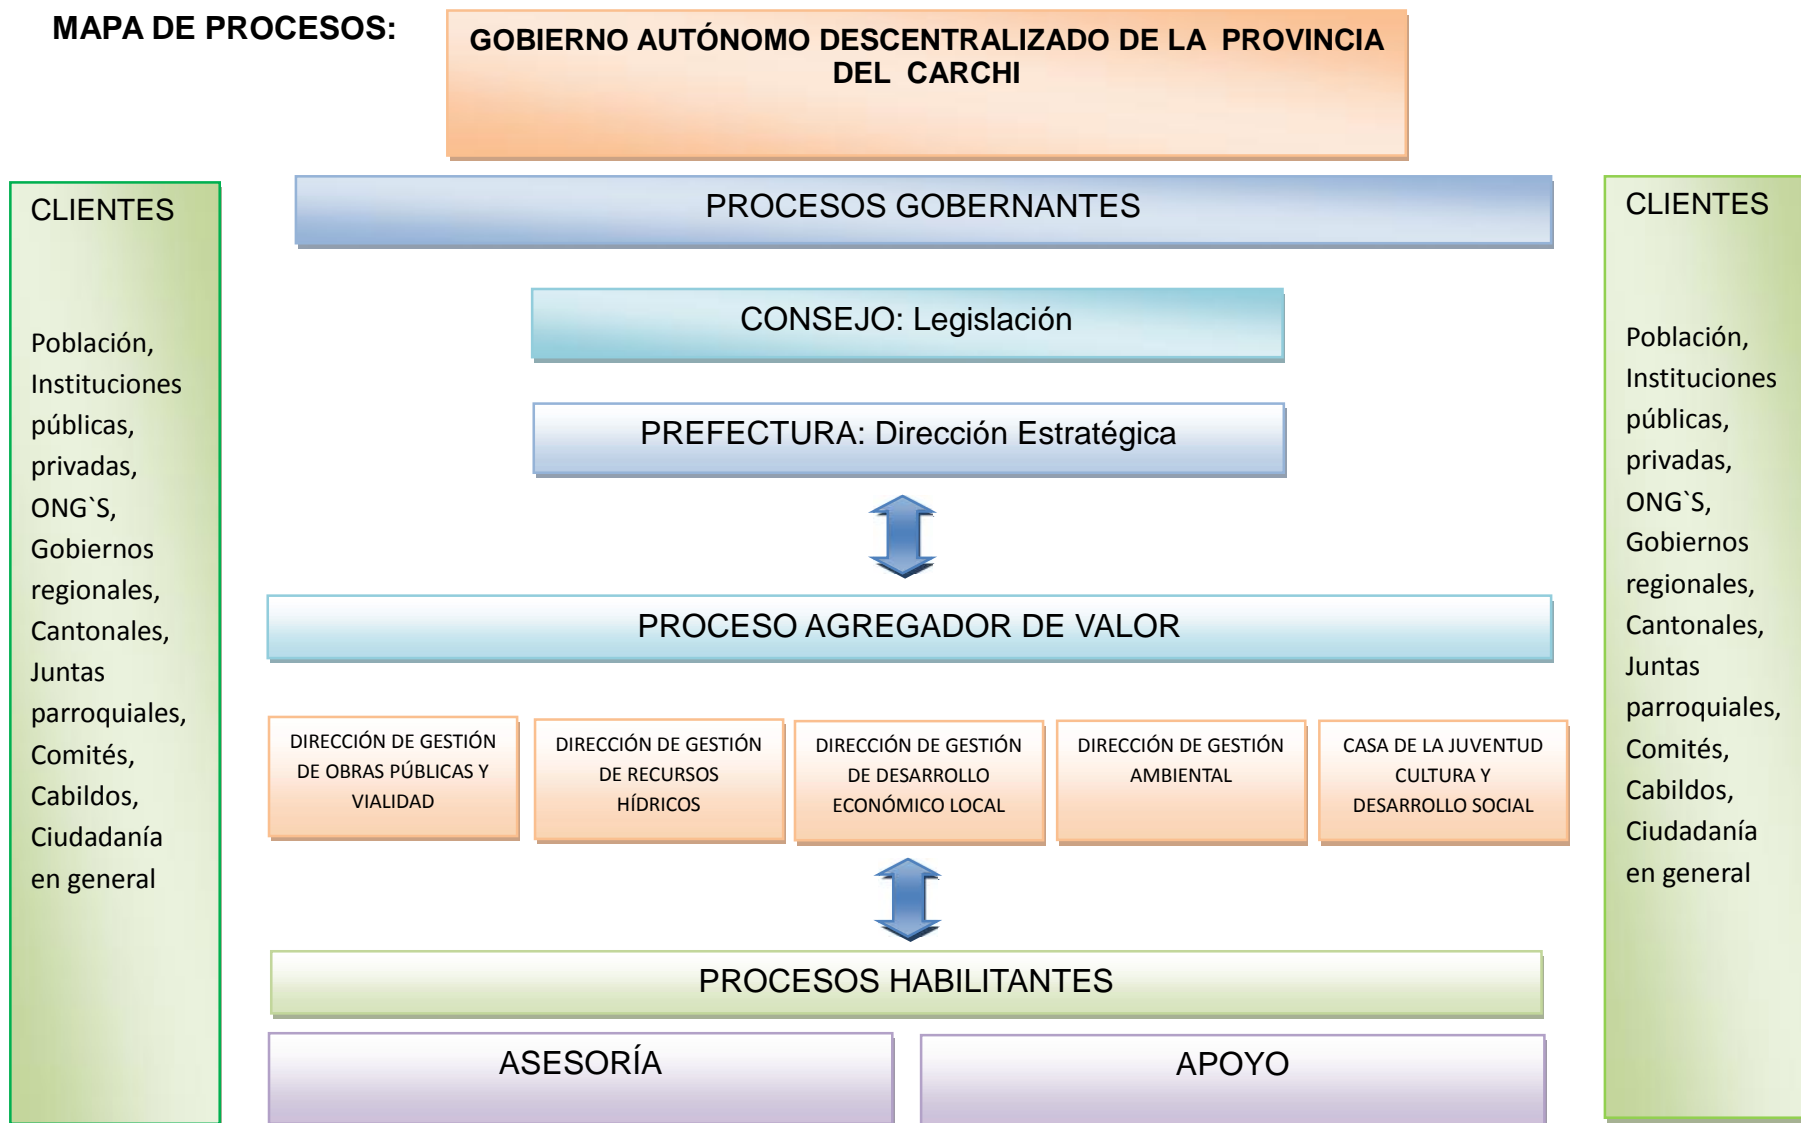 MAPA DE PROCESOS:
GOBIERNO AUTÓNOMO DESCENTRALIZADO DE LA PROVINCIA
DEL CARCHI
CLIENTES
Población,
Instituciones
públicas,
privadas,
ONG`S,
Gobiernos
regionales,
Cantonales,
Juntas
parroquiales,
Comités,
Cabildos,
Ciudadanía
en general
PROCESOS GOBERNANTES
CONSEJO: Legislación
PREFECTURA: Dirección Estratégica
PROCESO AGREGADOR DE VALOR
DIRECCIÓN DE GESTIÓN
DE OBRAS PÚBLICAS Y
VIALIDAD
DIRECCIÓN DE GESTIÓN
DE RECURSOS
HÍDRICOS
DIRECCIÓN DE GESTIÓN
DE DESARROLLO
ECONÓMICO LOCAL
DIRECCIÓN DE GESTIÓN
AMBIENTAL
CASA DE LA JUVENTUD
CULTURA Y
DESARROLLO SOCIAL
PROCESOS HABILITANTES
ASESORÍA
APOYO
CLIENTES
Población,
Instituciones
públicas,
privadas,
ONG`S,
Gobiernos
regionales,
Cantonales,
Juntas
parroquiales,
Comités,
Cabildos,
Ciudadanía
en general